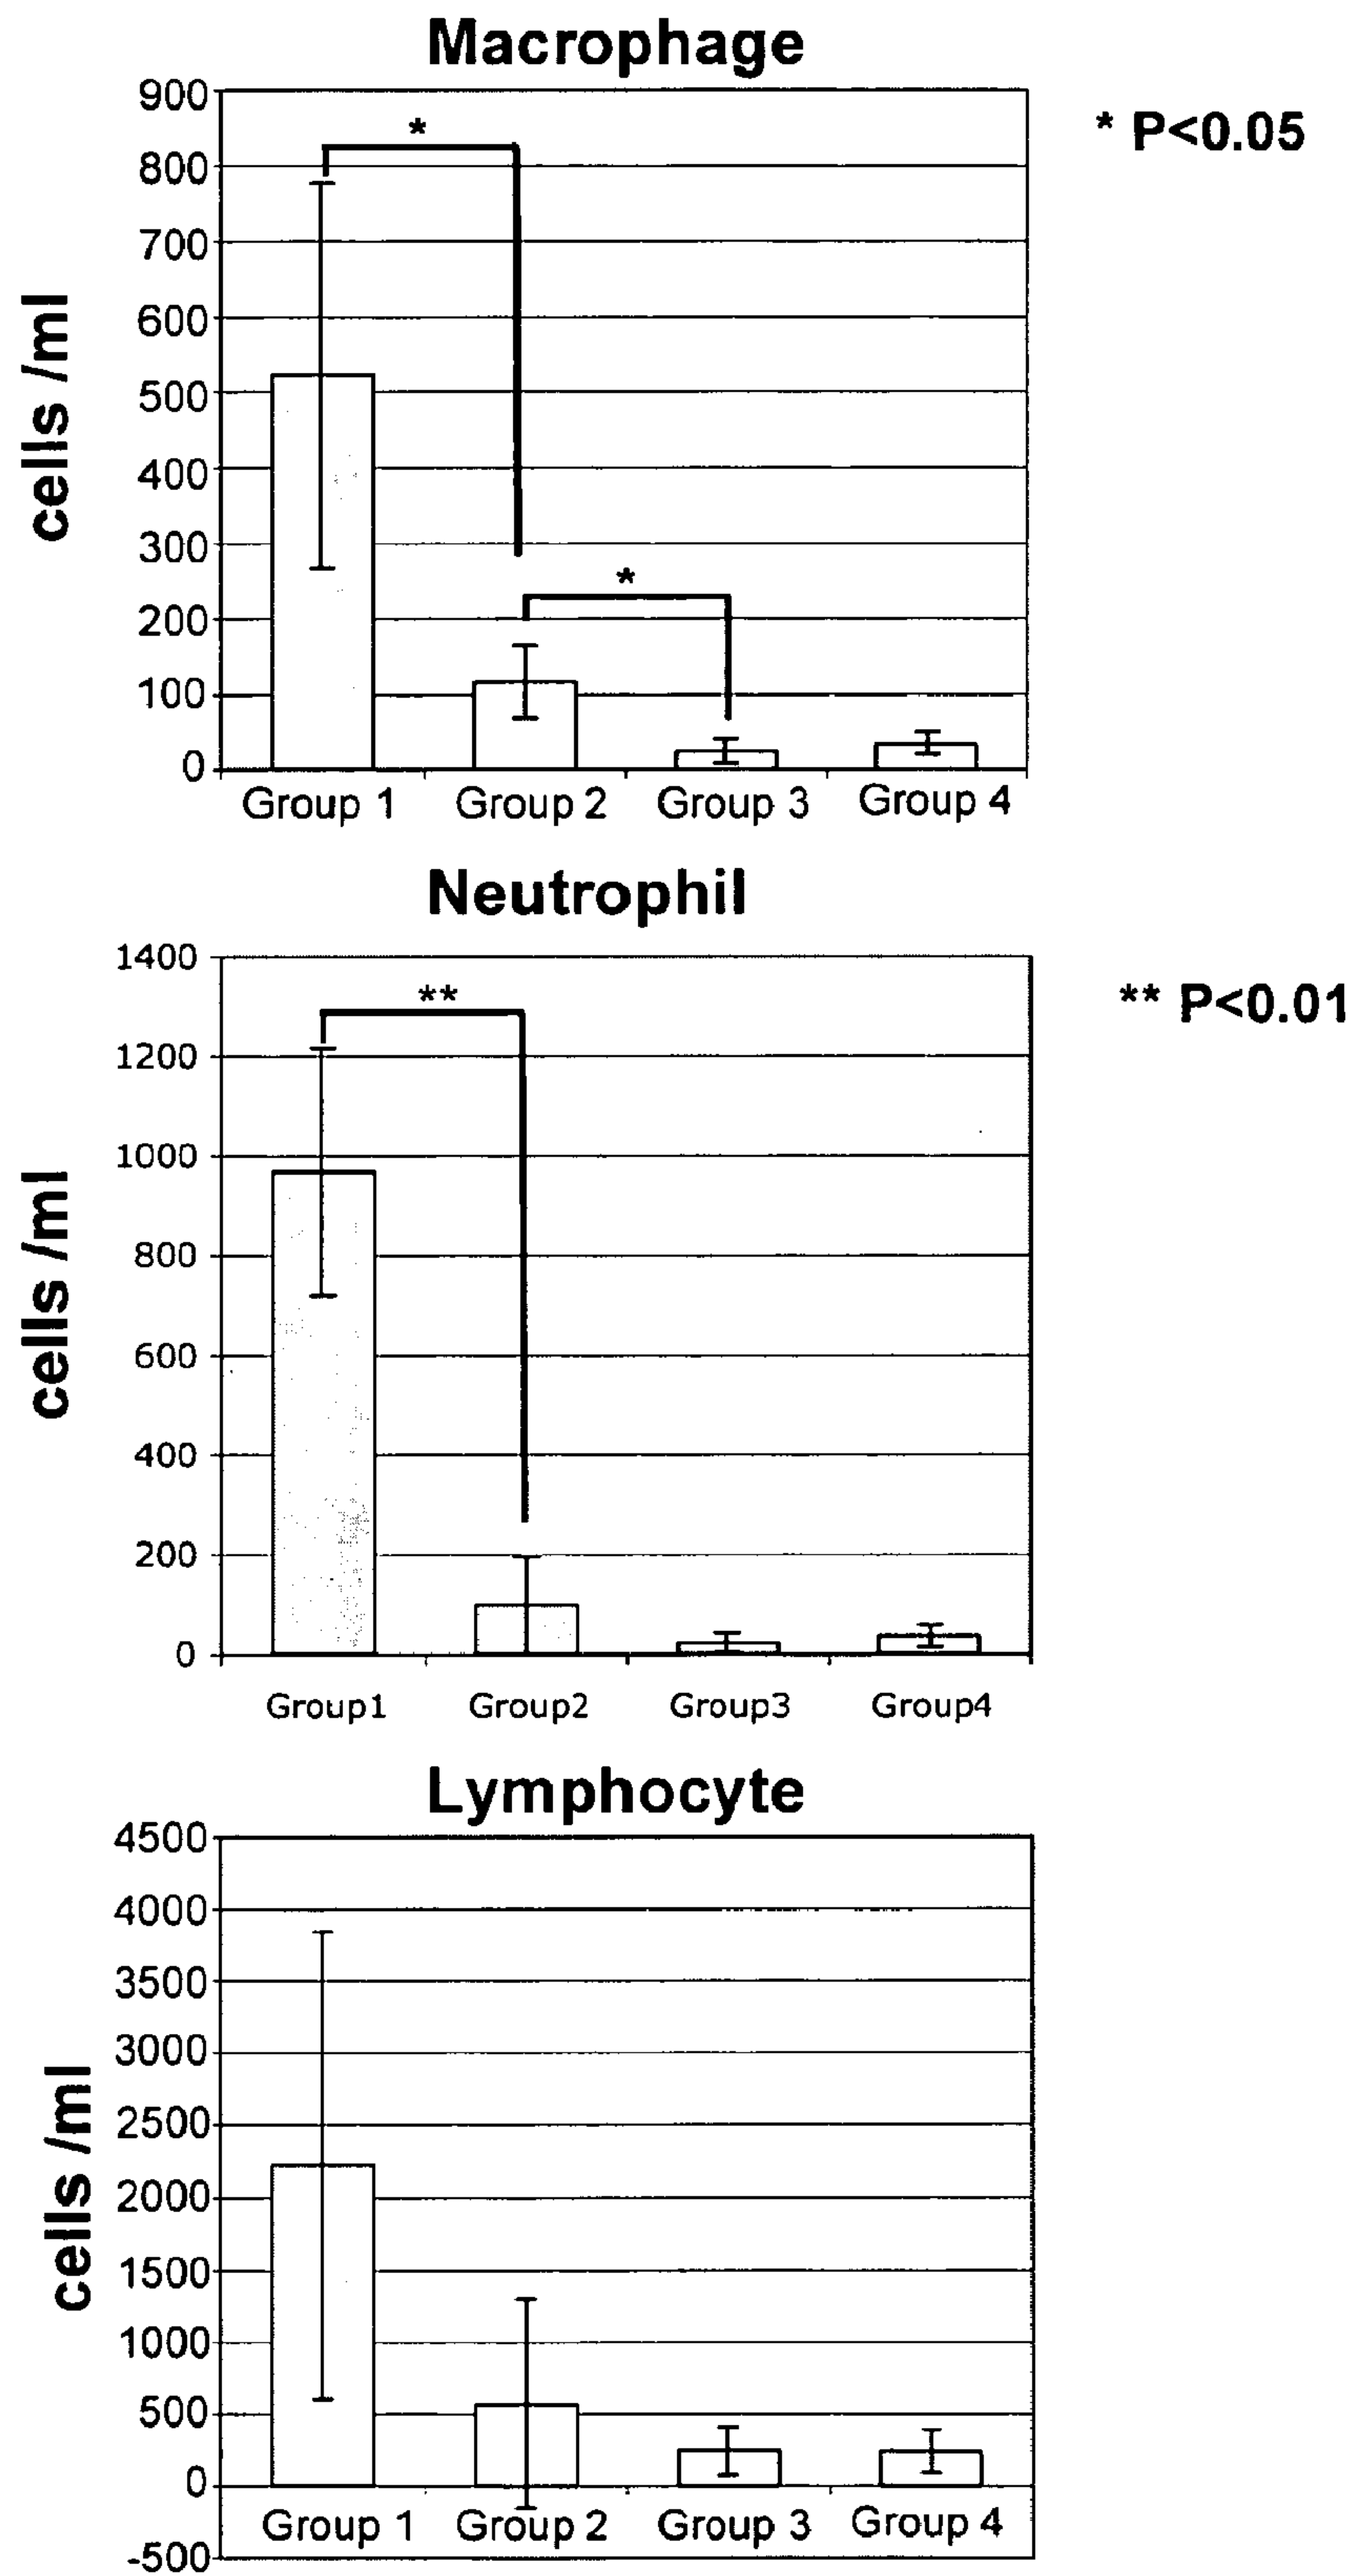 Macrophage
* P<0.05
cells /ml
900
800
700
600
500
400
300
200
100
0
*
*
Group 1 Group 2 Group 3 Group 4
Neutrophil
** P<0.01
cells /ml
1400
1200
1000
800
600
400
200
0
**
Group1 Group2 Group3 Group4
Lymphocyte
cells /ml
4500
4000
3500
3000
2500
2000
1500
1000
500
0
-500
Group 1 Group 2 Group 3 Group 4